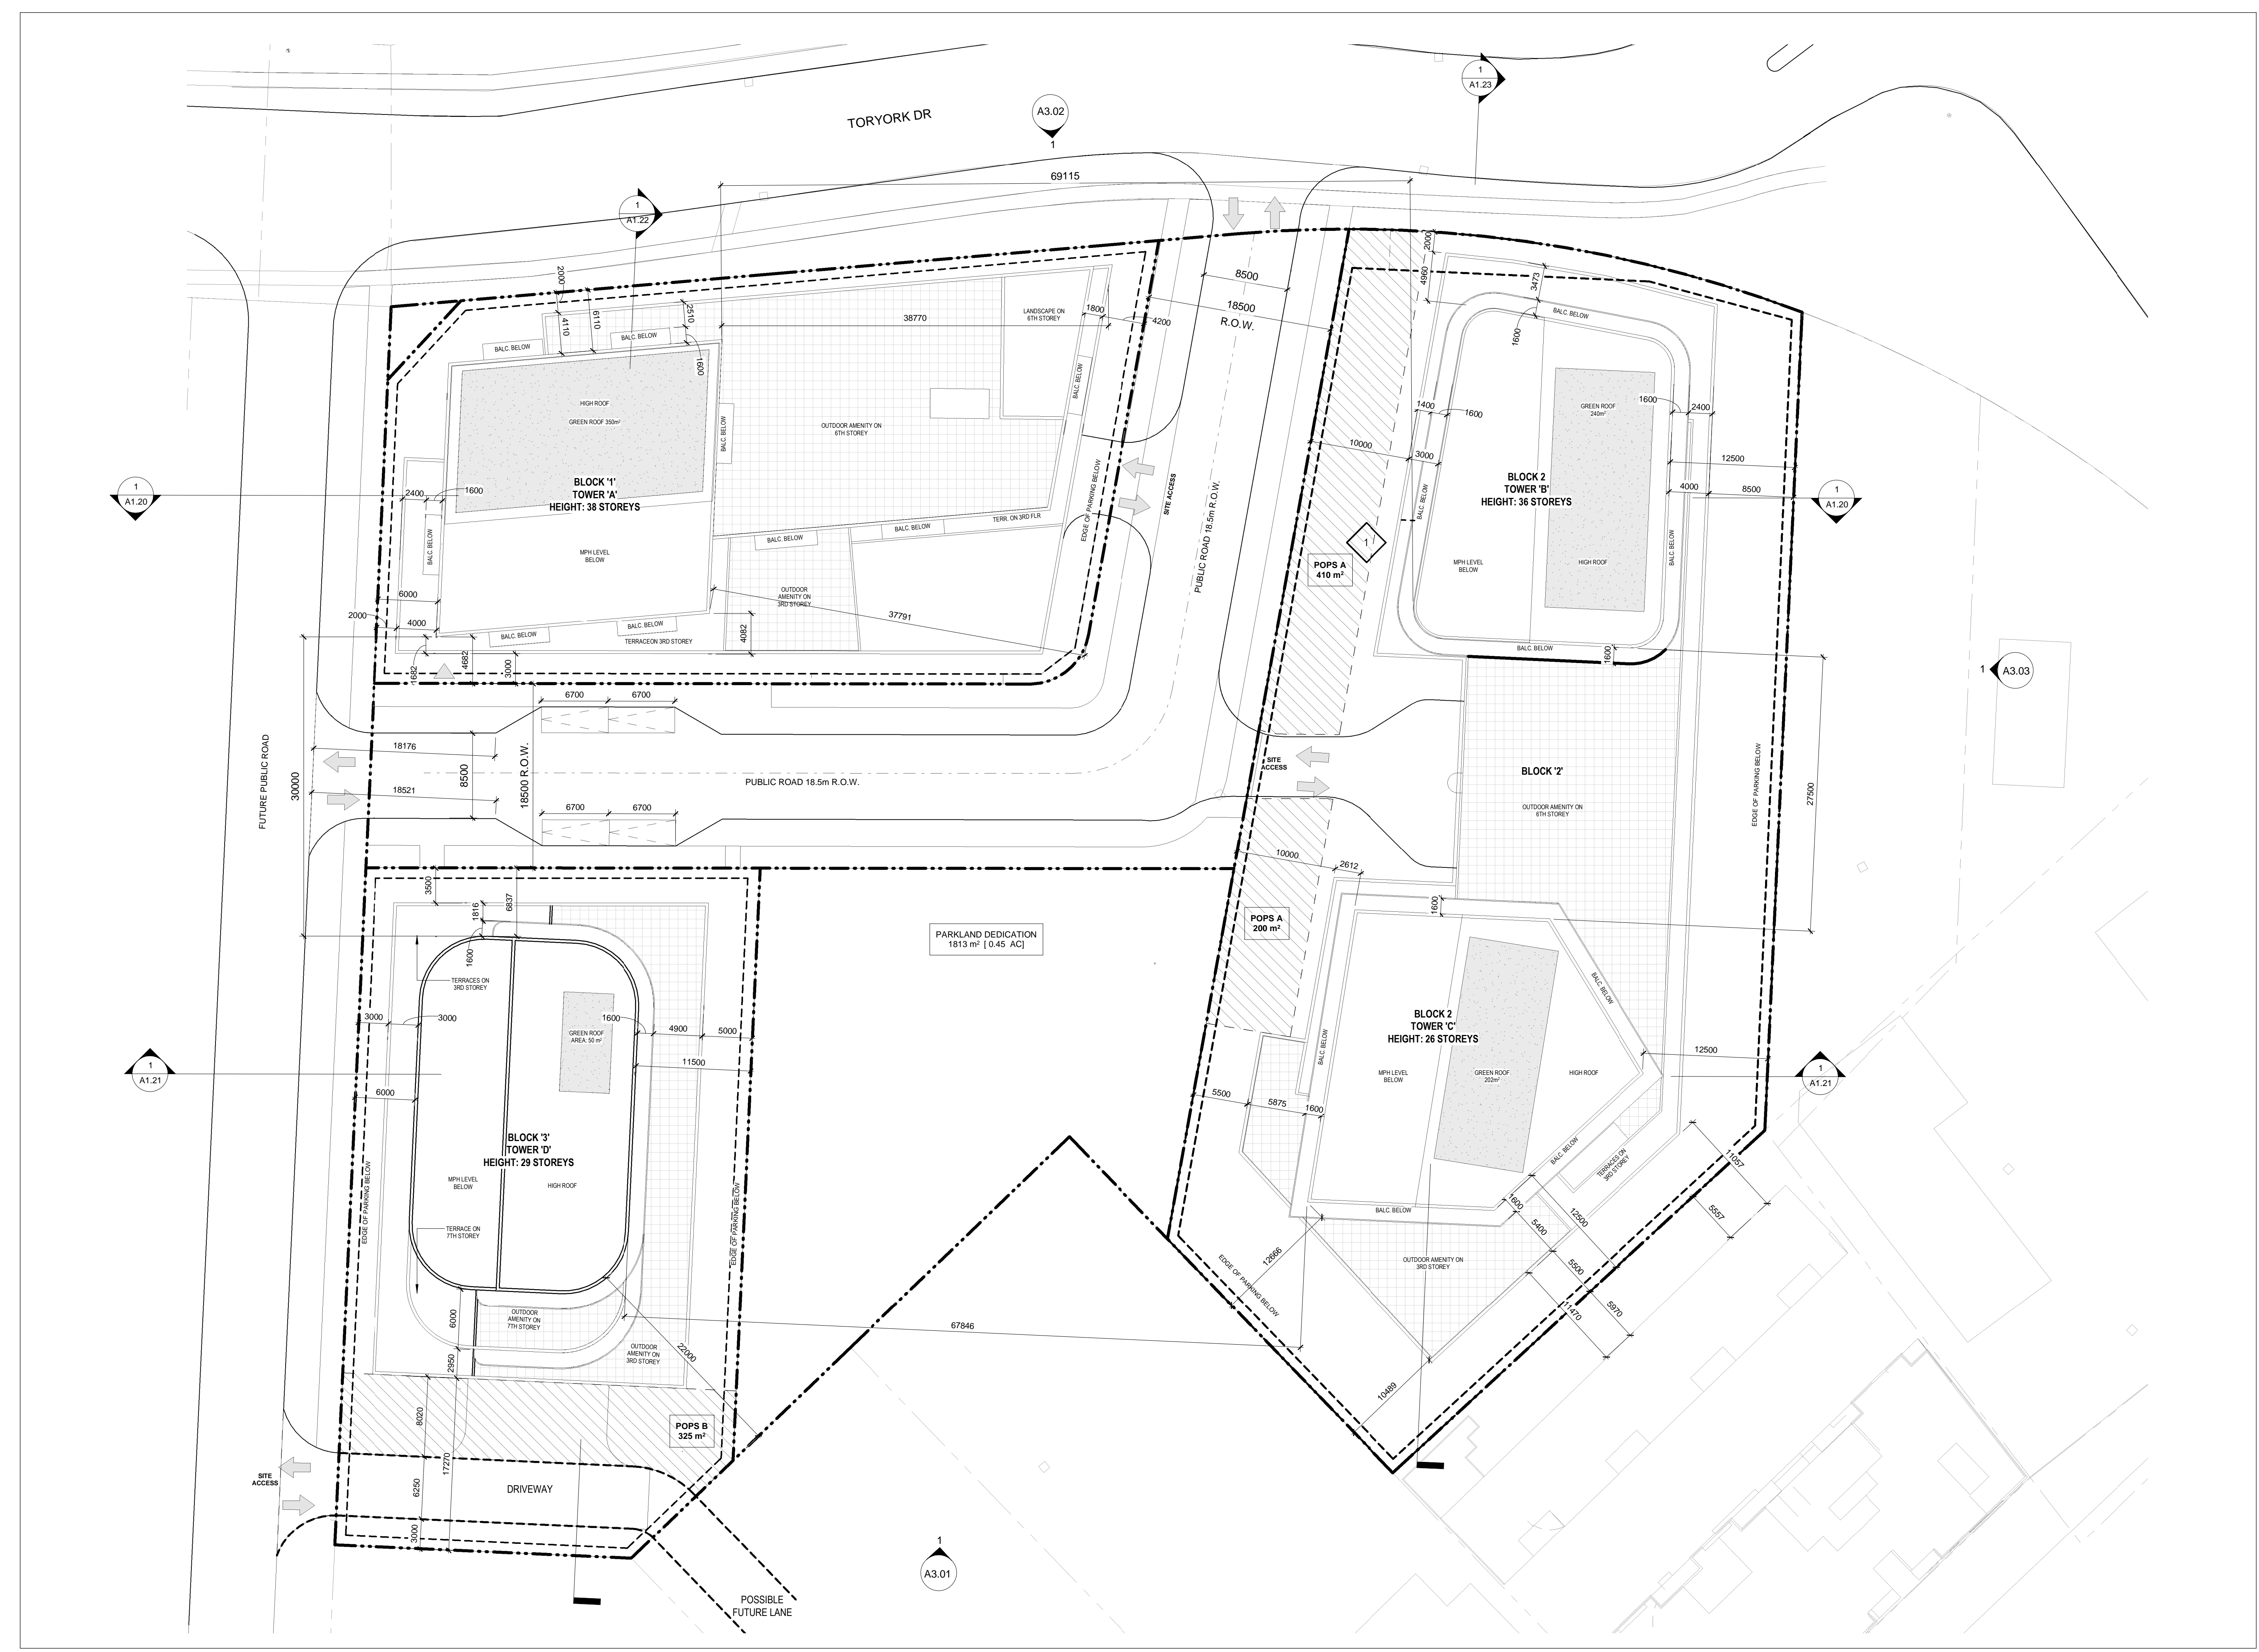 TORYORK DR
A3.02
1
1
A1.23
69115
1
A1.22
8500
18500
R.O.W.
2000
4960
3473
1600
BALC. BELOW
2000
4110
6110
2510
1600
BALC. BELOW
BALC. BELOW
38770
LANDSCAPE ON
6TH STOREY
1800
4200
BALC. BELOW
HIGH ROOF
GREEN ROOF 350m²
BALC. BELOW
OUTDOOR AMENITY ON
6TH STOREY
BLOCK '1'
TOWER 'A'
HEIGHT: 38 STOREYS
1
A1.20
2400
1600
BALC. BELOW
MPH LEVEL
BELOW
BALC. BELOW
BALC. BELOW
TERR. ON 3RD FLR
EDGE OF PARKING BELOW
SITE ACCESS
PUBLIC ROAD 18.5m R.O.W.
OUTDOOR
AMENITY ON
3RD STOREY
37791
6000
2000
4000
1682
4682
3000
BALC. BELOW
BALC. BELOW
TERRACEON 3RD STOREY
4082
GREEN ROOF
240m²
1600
2400
1400
1600
10000
3000
BALC. BELOW
12500
4000
8500
1
A1.20
BLOCK 2
TOWER 'B'
HEIGHT: 36 STOREYS
MPH LEVEL
BELOW
HIGH ROOF
BALC. BELOW
BALC. BELOW
1600
1
POPS A
410 m²
1
A3.03
6700
6700
18176
8500
18500 R.O.W.
30000
FUTURE PUBLIC ROAD
18521
6700
6700
PUBLIC ROAD 18.5m R.O.W.
SITE
ACCESS
BLOCK '2'
OUTDOOR AMENITY ON
6TH STOREY
EDGE OF PARKING BELOW
27500
10000
2612
1600
POPS A
200 m²
PARKLAND DEDICATION
1813 m² [ 0.45 AC]
3500
1816
6837
1600
TERRACES ON
3RD STOREY
3000
3000
GREEN ROOF
AREA: 50 m²
1600
4900
5000
11500
6000
1
A1.21
BLOCK '3'
TOWER 'D'
HEIGHT: 29 STOREYS
MPH LEVEL
BELOW
HIGH ROOF
EDGE OF PARKING BELOW
EDGE OF PARKING BELOW
TERRACE ON
7TH STOREY
6000
2950
OUTDOOR
AMENITY ON
7TH STOREY
OUTDOOR
AMENITY ON
3RD STOREY
22000
67846
BALC. BELOW
BLOCK 2
TOWER 'C'
HEIGHT: 26 STOREYS
BALC. BELOW
MPH LEVEL
BELOW
GREEN ROOF
202m²
HIGH ROOF
12500
1
A1.21
5500
5875
1600
BALC. BELOW
TERRACES ON
3RD STOREY
11057
5557
BALC. BELOW
1600
5400
12500
5500
5970
11470
OUTDOOR AMENITY ON
3RD STOREY
12666
EDGE OF PARKING BELOW
10489
8020
17270
6250
3000
POPS B
325 m²
SITE
ACCESS
DRIVEWAY
1
A3.01
POSSIBLE
FUTURE LANE